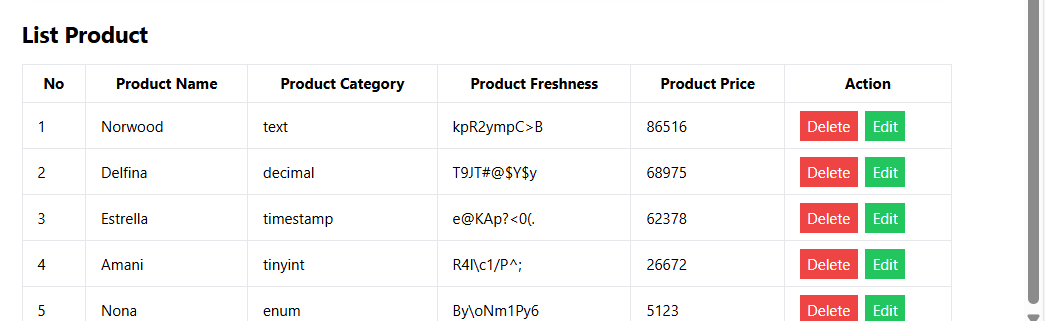 List Product
No Product Name Product Category Product Freshness Product Price Action
1 Norwood text kpR2ympC>B 86516 Delete Edit
2 Delfina decimal T9JT#@$Y$y 68975 Delete Edit
3 Estrella timestamp e@KAp?<0(. 62378 Delete Edit
4 Amani tinyint R4I\c1/P^; 26672 Delete Edit
5 Nona enum By\oNm1Py6 5123 Delete Edit